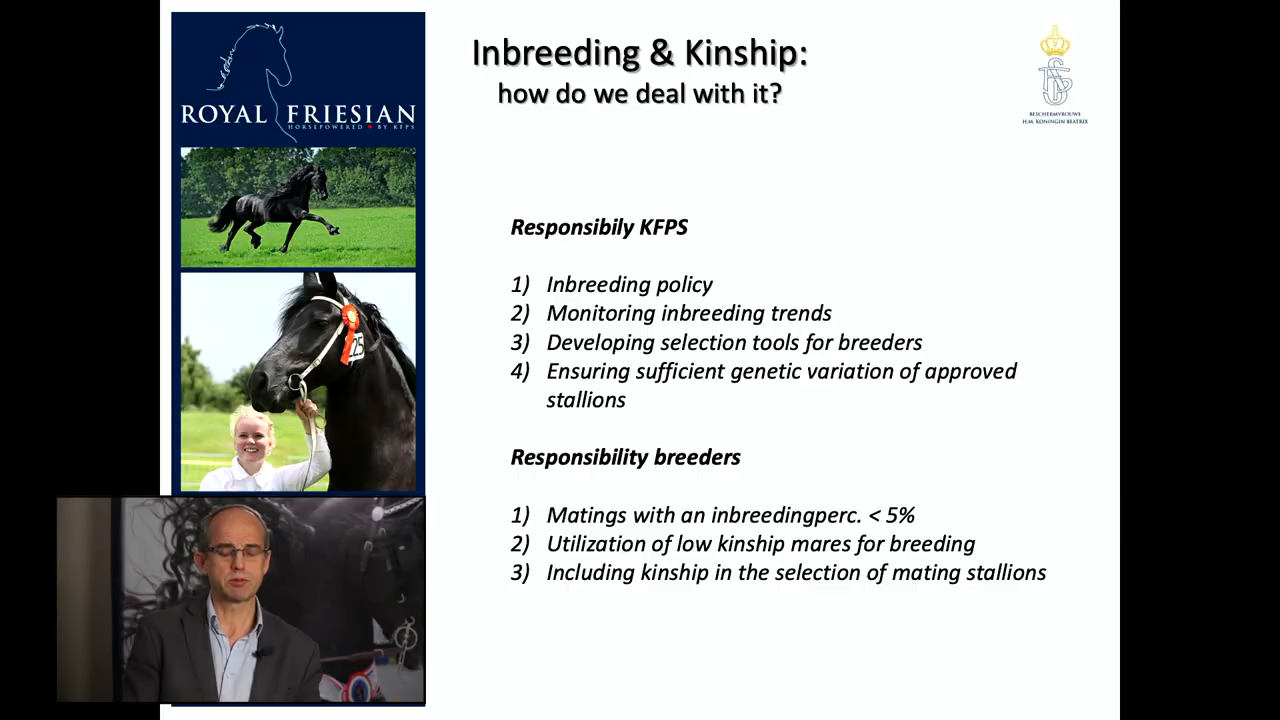 Inbreeding & Kinship:
how do we deal with it?
ROYAL FRIESIAN
HORSEPOWERED BY KFPS
BESCHERMVROUWE
H.M. KONINGIN BEATRIX
Responsibily KFPS
1) Inbreeding policy
2) Monitoring inbreeding trends
3) Developing selection tools for breeders
4) Ensuring sufficient genetic variation of approved
stallions
25
Responsibility breeders
1) Matings with an inbreedingperc. < 5%
2) Utilization of low kinship mares for breeding
3) Including kinship in the selection of mating stallions